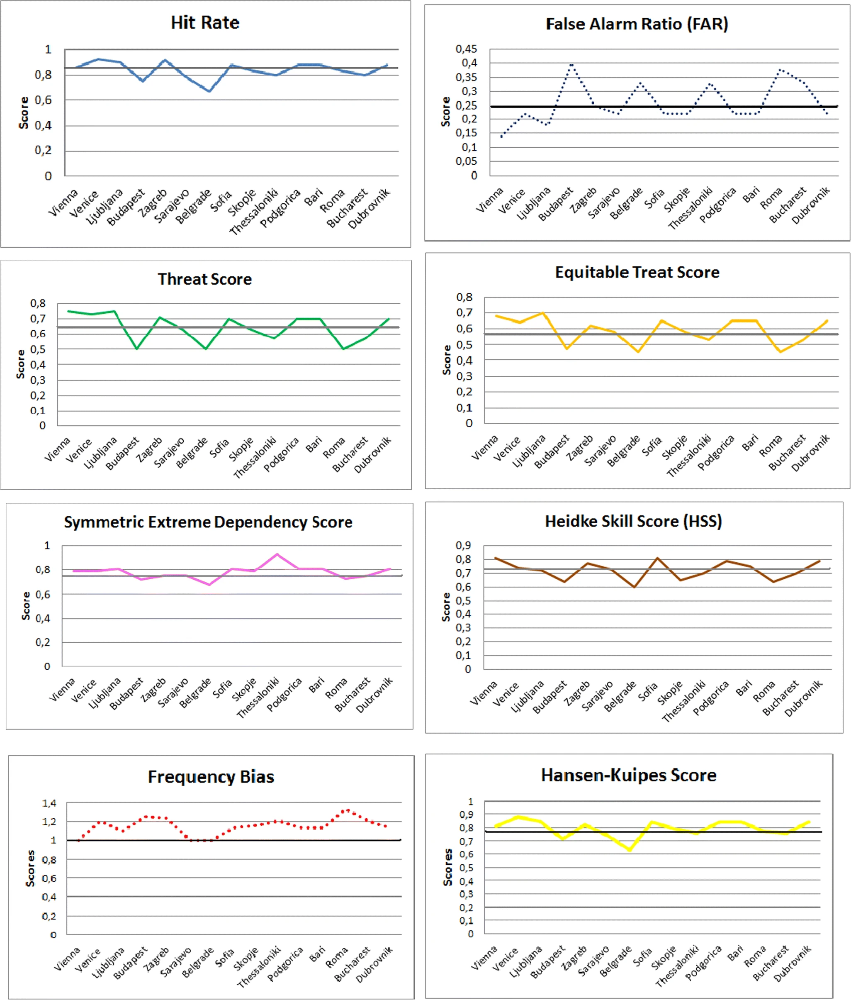 Hit Rate
Score
1
0,8
0,6
0,4
0,2
0
Vienna
Venice
Ljubljana
Budapest
Zagreb
Sarajevo
Belgrade
Sofia
Skopje
Thessaloniki
Podgorica
Bari
Roma
Bucharest
Dubrovnik
False Alarm Ratio (FAR)
Score
0,45
0,4
0,35
0,3
0,25
0,2
0,15
0,1
0,05
0
Vienna
Venice
Ljubljana
Budapest
Zagreb
Sarajevo
Belgrade
Sofia
Skopje
Thessaloniki
Podgorica
Bari
Roma
Bucharest
Dubrovnik
Threat Score
Score
0,8
0,7
0,6
0,5
0,4
0,3
0,2
0,1
0
Vienna
Venice
Ljubljana
Budapest
Zagreb
Sarajevo
Belgrade
Sofia
Skopje
Thessaloniki
Podgorica
Bari
Roma
Bucharest
Dubrovnik
Equitable Treat Score
Score
0,8
0,7
0,6
0,5
0,4
0,3
0,2
0,1
0
Vienna
Venice
Ljubljana
Budapest
Zagreb
Sarajevo
Belgrade
Sofia
Skopje
Thessaloniki
Podgorica
Bari
Roma
Bucharest
Dubrovnik
Symmetric Extreme Dependency Score
Score
1
0,8
0,6
0,4
0,2
0
Vienna
Venice
Ljubljana
Budapest
Zagreb
Sarajevo
Belgrade
Sofia
Skopje
Thessaloniki
Podgorica
Bari
Roma
Bucharest
Dubrovnik
Heidke Skill Score (HSS)
Score
0,9
0,8
0,7
0,6
0,5
0,4
0,3
0,2
0,1
0
Vienna
Venice
Ljubljana
Budapest
Zagreb
Sarajevo
Belgrade
Sofia
Skopje
Thessaloniki
Podgorica
Bari
Roma
Bucharest
Dubrovnik
Frequency Bias
Scores
1,4
1,2
1
0,8
0,6
0,4
0,2
0
Vienna
Venice
Ljubljana
Budapest
Zagreb
Sarajevo
Belgrade
Sofia
Skopje
Thessaloniki
Podgorica
Bari
Roma
Bucharest
Dubrovnik
Hansen-Kuipes Score
Scores
1
0,9
0,8
0,7
0,6
0,5
0,4
0,3
0,2
0,1
0
Vienna
Venice
Ljubljana
Budapest
Zagreb
Sarajevo
Belgrade
Sofia
Skopje
Thessaloniki
Podgorica
Bari
Roma
Bucharest
Dubrovnik